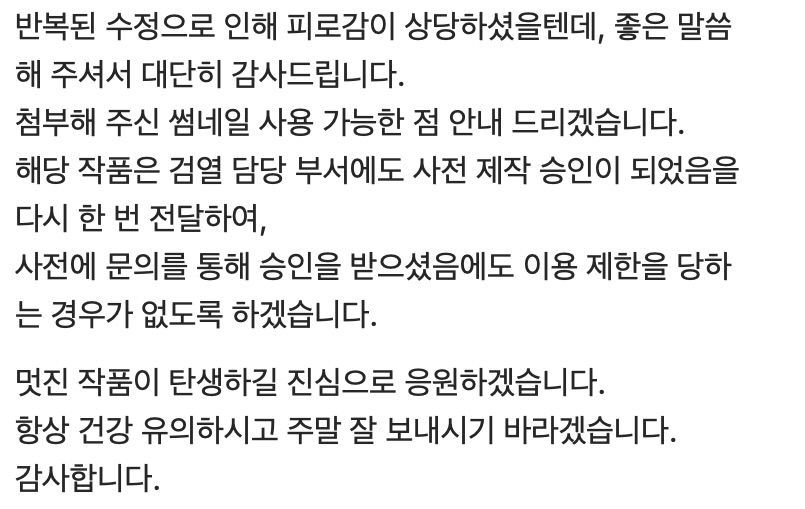 반복된 수정으로 인해 피로감이 상당하셨을텐데, 좋은 말씀
해 주셔서 대단히 감사드립니다.
첨부해 주신 썸네일 사용 가능한 점 안내 드리겠습니다.
해당 작품은 검열 담당 부서에도 사전 제작 승인이 되었음을
다시 한 번 전달하여,
사전에 문의를 통해 승인을 받으셨음에도 이용 제한을 당하
는 경우가 없도록 하겠습니다.
멋진 작품이 탄생하길 진심으로 응원하겠습니다.
항상 건강 유의하시고 주말 잘 보내시기 바라겠습니다.
감사합니다.